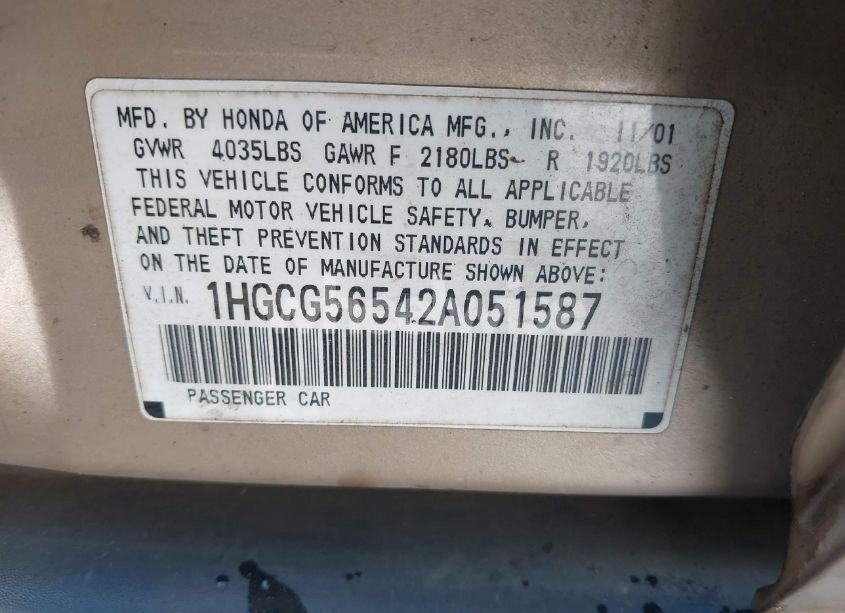 MFD. BY HONDA OF AMERICA MFG., INC. 11/01
GVWR 4035LBS GAWR F 2180LBS R 1920LBS
THIS VEHICLE CONFORMS TO ALL APPLICABLE
FEDERAL MOTOR VEHICLE SAFETY, BUMPER,
AND THEFT PREVENTION STANDARDS IN EFFECT
ON THE DATE OF MANUFACTURE SHOWN ABOVE:
V.I.N. 1HGCG56542A051587
PASSENGER CAR